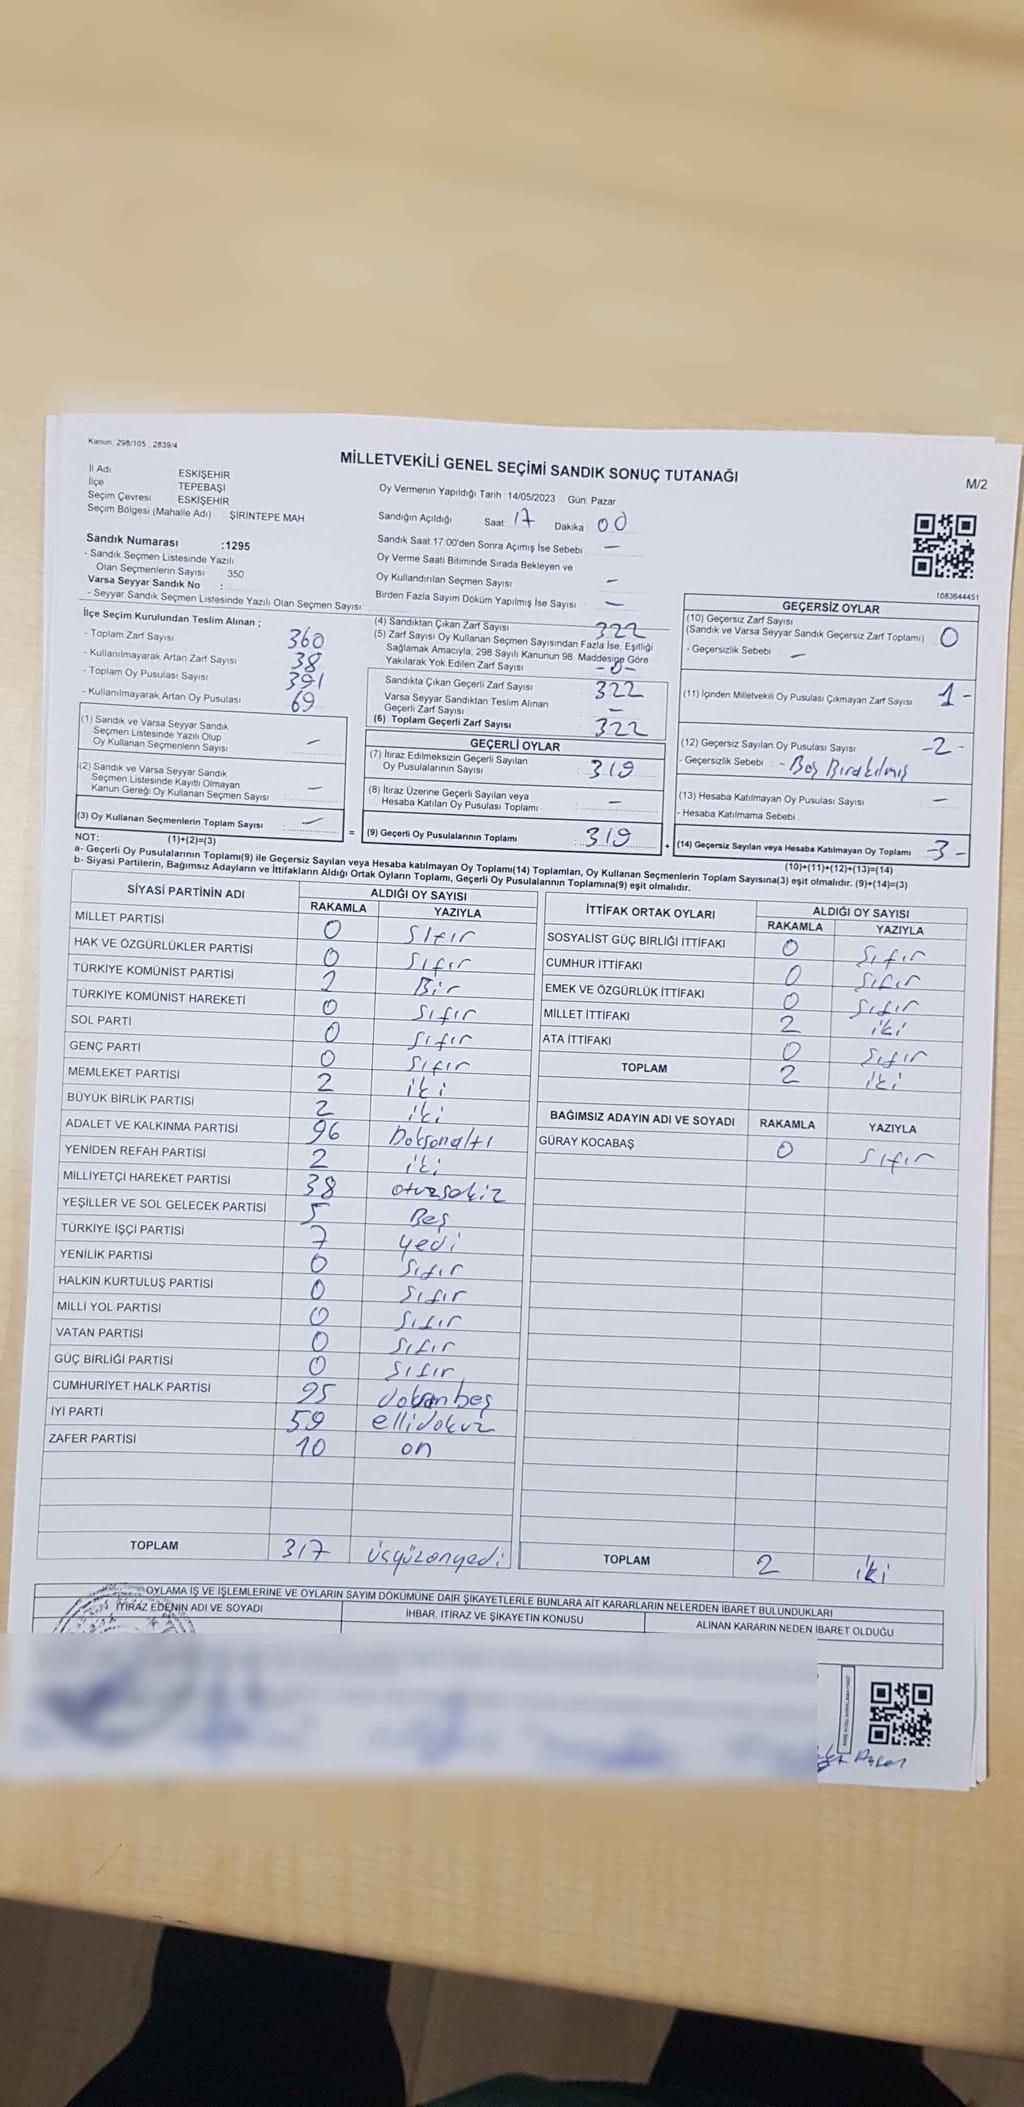 Kanun: 298/105 , 2839/4
MİLLETVEKİLİ GENEL SEÇİMİ SANDIK SONUÇ TUTANAĞI
M/2
İl Adı ESKİŞEHİR
İlçe TEPEBAŞI
Seçim Çevresi ESKİŞEHİR
Seçim Bölgesi (Mahalle Adı) ŞİRİNTEPE MAH.
Oy Vermenin Yapıldığı Tarih : 14/05/2023 Gün: Pazar
Sandığın Açıldığı Saat: 17 Dakika : 00
Sandık Saat 17:00'den Sonra Açımış İse Sebebi : —
Oy Verme Saati Bitiminde Sırada Bekleyen ve
Oy Kullandırılan Seçmen Sayısı —
Birden Fazla Sayım Döküm Yapılmış İse Sayısı —
Sandık Numarası :1295
- Sandık Seçmen Listesinde Yazılı
Olan Seçmenlerin Sayısı 350
Varsa Seyyar Sandık No :
- Seyyar Sandık Seçmen Listesinde Yazılı Olan Seçmen Sayısı:
1083644451
İlçe Seçim Kurulundan Teslim Alınan ;
- Toplam Zarf Sayısı 360
- Kullanılmayarak Artan Zarf Sayısı 38
- Toplam Oy Pusulası Sayısı 391
- Kullanılmayarak Artan Oy Pusulası 69
(1) Sandık ve Varsa Seyyar Sandık
Seçmen Listesinde Yazılı Olup
Oy Kullanan Seçmenlerin Sayısı —
(2) Sandık ve Varsa Seyyar Sandık
Seçmen Listesinde Kayıtlı Olmayan
Kanun Gereği Oy Kullanan Seçmen Sayısı —
(3) Oy Kullanan Seçmenlerin Toplam Sayısı : —
(1)+(2)=(3)
(4) Sandıktan Çıkan Zarf Sayısı 322
(5) Zarf Sayısı Oy Kullanan Seçmen Sayısından Fazla İse, Eşitliği
Sağlamak Amacıyla, 298 Sayılı Kanunun 98. Maddesine Göre
Yakılarak Yok Edilen Zarf Sayısı -0-
Sandıkta Çıkan Geçerli Zarf Sayısı 322
Varsa Seyyar Sandıktan Teslim Alınan
Geçerli Zarf Sayısı —
(6) Toplam Geçerli Zarf Sayısı 322
GEÇERLİ OYLAR
(7) İtiraz Edilmeksizin Geçerli Sayılan
Oy Pusulalarının Sayısı : 319
(8) İtiraz Üzerine Geçerli Sayılan veya
Hesaba Katılan Oy Pusulası Toplamı —
= (9) Geçerli Oy Pusulalarının Toplamı : 319
GEÇERSİZ OYLAR
(10) Geçersiz Zarf Sayısı
(Sandık ve Varsa Seyyar Sandık Geçersiz Zarf Toplamı) : 0
- Geçersizlik Sebebi : —
(11) İçinden Milletvekili Oy Pusulası Çıkmayan Zarf Sayısı 1-
(12) Geçersiz Sayılan Oy Pusulası Sayısı -2-
- Geçersizlik Sebebi : - Boş Bırakılmış
(13) Hesaba Katılmayan Oy Pusulası Sayısı —
- Hesaba Katılmama Sebebi :
+ (14) Geçersiz Sayılan veya Hesaba Katılmayan Oy Toplamı -3-
(10)+(11)+(12)+(13)=(14)
NOT:
a- Geçerli Oy Pusulalarının Toplamı(9) ile Geçersiz Sayılan veya Hesaba katılmayan Oy Toplamı(14) Toplamları, Oy Kullanan Seçmenlerin Toplam Sayısına(3) eşit olmalıdır. (9)+(14)=(3)
b- Siyasi Partilerin, Bağımsız Adayların ve İttifakların Aldığı Ortak Oyların Toplamı, Geçerli Oy Pusulalarının Toplamına(9) eşit olmalıdır.
SİYASİ PARTİNİN ADI ALDIĞI OY SAYISI
RAKAMLA YAZIYLA
MİLLET PARTİSİ 0 Sıfır
HAK VE ÖZGÜRLÜKLER PARTİSİ 0 Sıfır
TÜRKİYE KOMÜNİST PARTİSİ 2 Bir
TÜRKİYE KOMÜNİST HAREKETİ 0 Sıfır
SOL PARTİ 0 Sıfır
GENÇ PARTİ 0 Sıfır
MEMLEKET PARTİSİ 2 iki
BÜYÜK BİRLİK PARTİSİ 2 iki
ADALET VE KALKINMA PARTİSİ 96 Doksanaltı
YENİDEN REFAH PARTİSİ 2 iki
MİLLİYETÇİ HAREKET PARTİSİ 38 otuzsekiz
YEŞİLLER VE SOL GELECEK PARTİSİ 5 Beş
TÜRKİYE İŞÇİ PARTİSİ 7 yedi
YENİLİK PARTİSİ 0 Sıfır
HALKIN KURTULUŞ PARTİSİ 0 Sıfır
MİLLİ YOL PARTİSİ 0 Sıfır
VATAN PARTİSİ 0 Sıfır
GÜÇ BİRLİĞİ PARTİSİ 0 Sıfır
CUMHURİYET HALK PARTİSİ 95 doksanbeş
İYİ PARTİ 59 ellidokuz
ZAFER PARTİSİ 10 on
TOPLAM 317 üçyüzonyedi
İTTİFAK ORTAK OYLARI ALDIĞI OY SAYISI
RAKAMLA YAZIYLA
SOSYALİST GÜÇ BİRLİĞİ İTTİFAKI 0 Sıfır
CUMHUR İTTİFAKI 0 Sıfır
EMEK VE ÖZGÜRLÜK İTTİFAKI 0 Sıfır
MİLLET İTTİFAKI 2 iki
ATA İTTİFAKI 0 Sıfır
TOPLAM 2 iki
BAĞIMSIZ ADAYIN ADI VE SOYADI RAKAMLA YAZIYLA
GÜRAY KOCABAŞ 0 Sıfır
TOPLAM 2 iki
OYLAMA İŞ VE İŞLEMLERİNE VE OYLARIN SAYIM DÖKÜMÜNE DAİR ŞİKAYETLERLE BUNLARA AİT KARARLARIN NELERDEN İBARET BULUNDUKLARI
İTİRAZ EDENİN ADI VE SOYADI İHBAR, İTİRAZ VE ŞİKAYETİN KONUSU ALINAN KARARIN NEDEN İBARET OLDUĞU